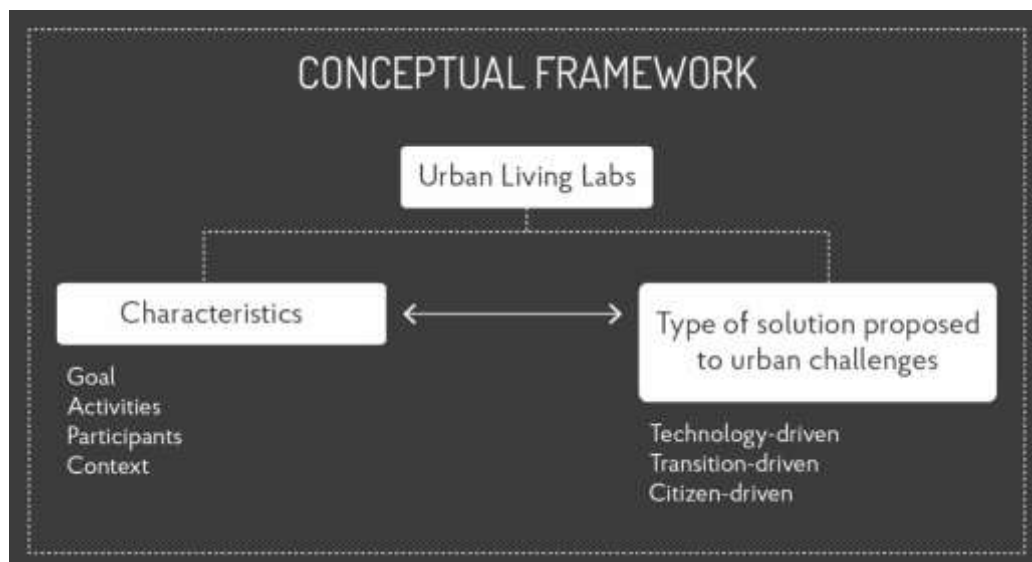 CONCEPTUAL FRAMEWORK
Urban Living Labs
Characteristics
Goal
Activities
Participants
Context
Type of solution proposed
to urban challenges
Technology-driven
Transition-driven
Citizen-driven